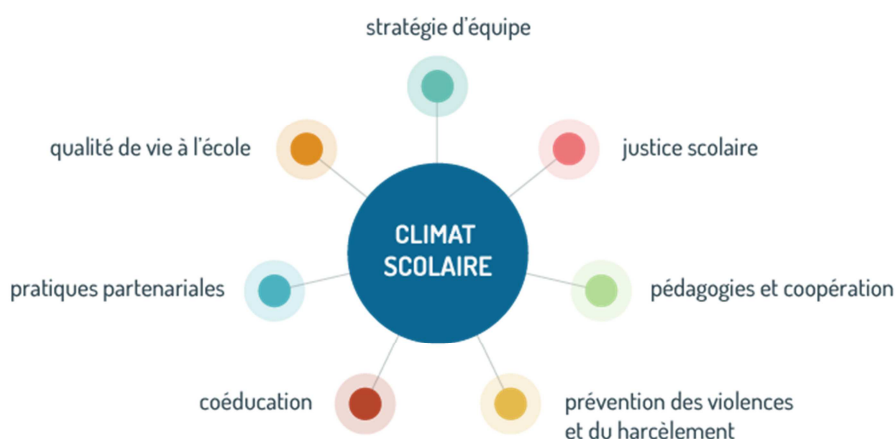 stratégie d'équipe
qualité de vie à l'école
justice scolaire
CLIMAT
SCOLAIRE
pratiques partenariales
pédagogies et coopération
coéducation
prévention des violences
et du harcèlement